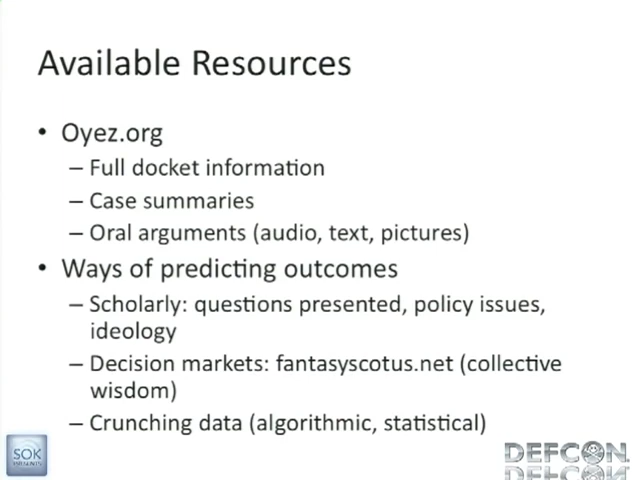 Available Resources
• Oyez.org
– Full docket information
– Case summaries
– Oral arguments (audio, text, pictures)
• Ways of predicting outcomes
– Scholarly: questions presented, policy issues,
ideology
– Decision markets: fantasyscotus.net (collective
wisdom)
– Crunching data (algorithmic, statistical)
SOK
PRESENTS
DEFCON